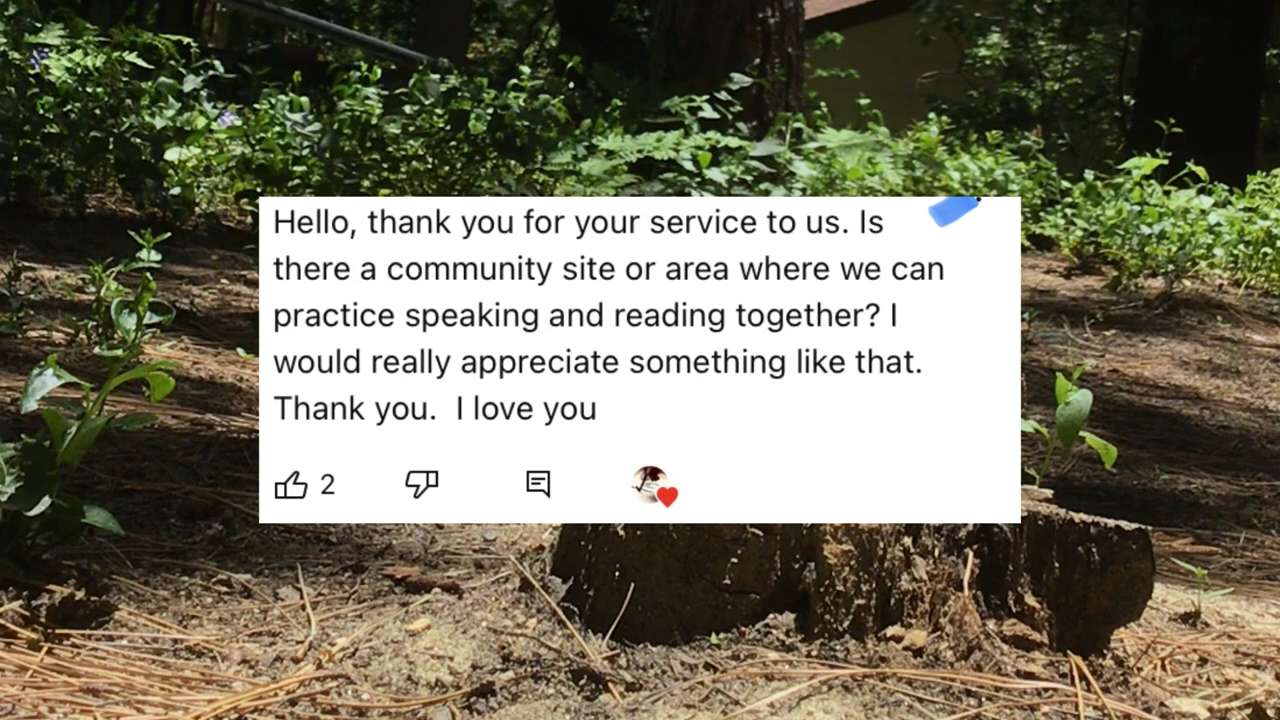 Hello, thank you for your service to us. Is
there a community site or area where we can
practice speaking and reading together? I
would really appreciate something like that.
Thank you.  I love you
2